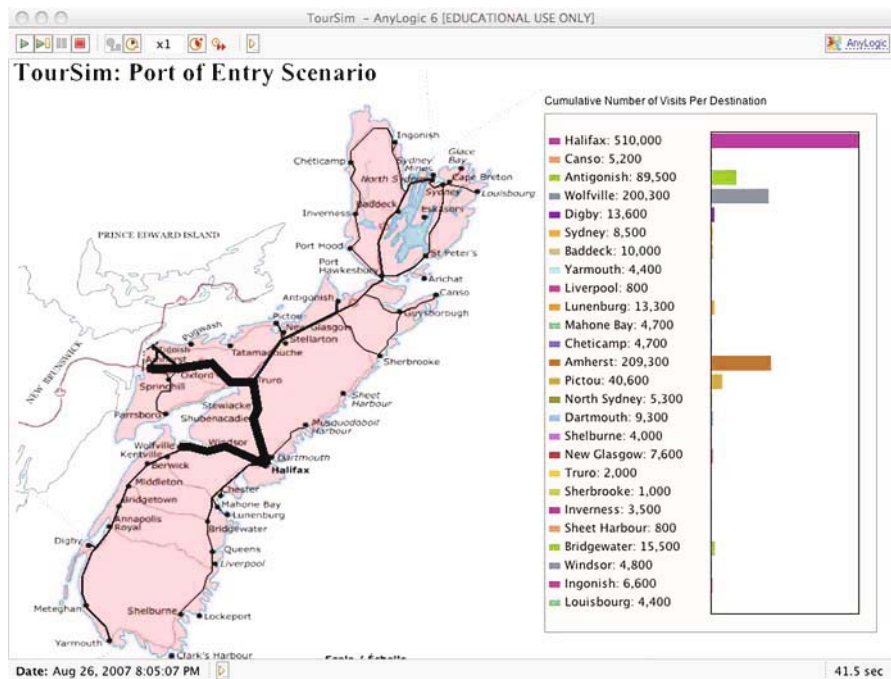 TourSim - AnyLogic 6 [EDUCATIONAL USE ONLY]
x1
AnyLogic
TourSim: Port of Entry Scenario
Cumulative Number of Visits Per Destination
Halifax: 510,000
Canso: 5,200
Antigonish: 89,500
Wolfville: 200,300
Digby: 13,600
Sydney: 8,500
Baddeck: 10,000
Yarmouth: 4,400
Liverpool: 800
Lunenburg: 13,300
Mahone Bay: 4,700
Cheticamp: 4,700
Amherst: 209,300
Pictou: 40,600
North Sydney: 5,300
Dartmouth: 9,300
Shelburne: 4,000
New Glasgow: 7,600
Truro: 2,000
Sherbrooke: 1,000
Inverness: 3,500
Sheet Harbour: 800
Bridgewater: 15,500
Windsor: 4,800
Ingonish: 6,600
Louisbourg: 4,400
Ingonish
Chéticamp
Sydney
Mines
Glace
Bay
North Sydney
Cape Breton
Sydney
Louisbourg
Baddeck
Eskasoni
Inverness
PRINCE EDWARD ISLAND
Port Hood
St Peter's
Port
Hawkesbury
Arichat
Antigonish
Canso
Guysborough
Pictou
New Glasgow
Stellarton
Pugwash
Tatamagouche
Sherbrooke
Tidnish
Amherst
Oxford
NEW BRUNSWICK
Springhill
Truro
Sheet
Harbour
Parrsboro
Stewiacke
Shubenacadie
Musquodoboit
Harbour
Wolfville
Windsor
Kentville
Dartmouth
Berwick
Halifax
Middleton
Chester
Bridgetown
Mahone Bay
Lunenburg
Annapolis
Royal
Bridgewater
Digby
Queens
Liverpool
Meteghan
Shelburne
Lockeport
Yarmouth
Clark's Harbour
Date: Aug 26, 2007 8:05:07 PM
41.5 sec